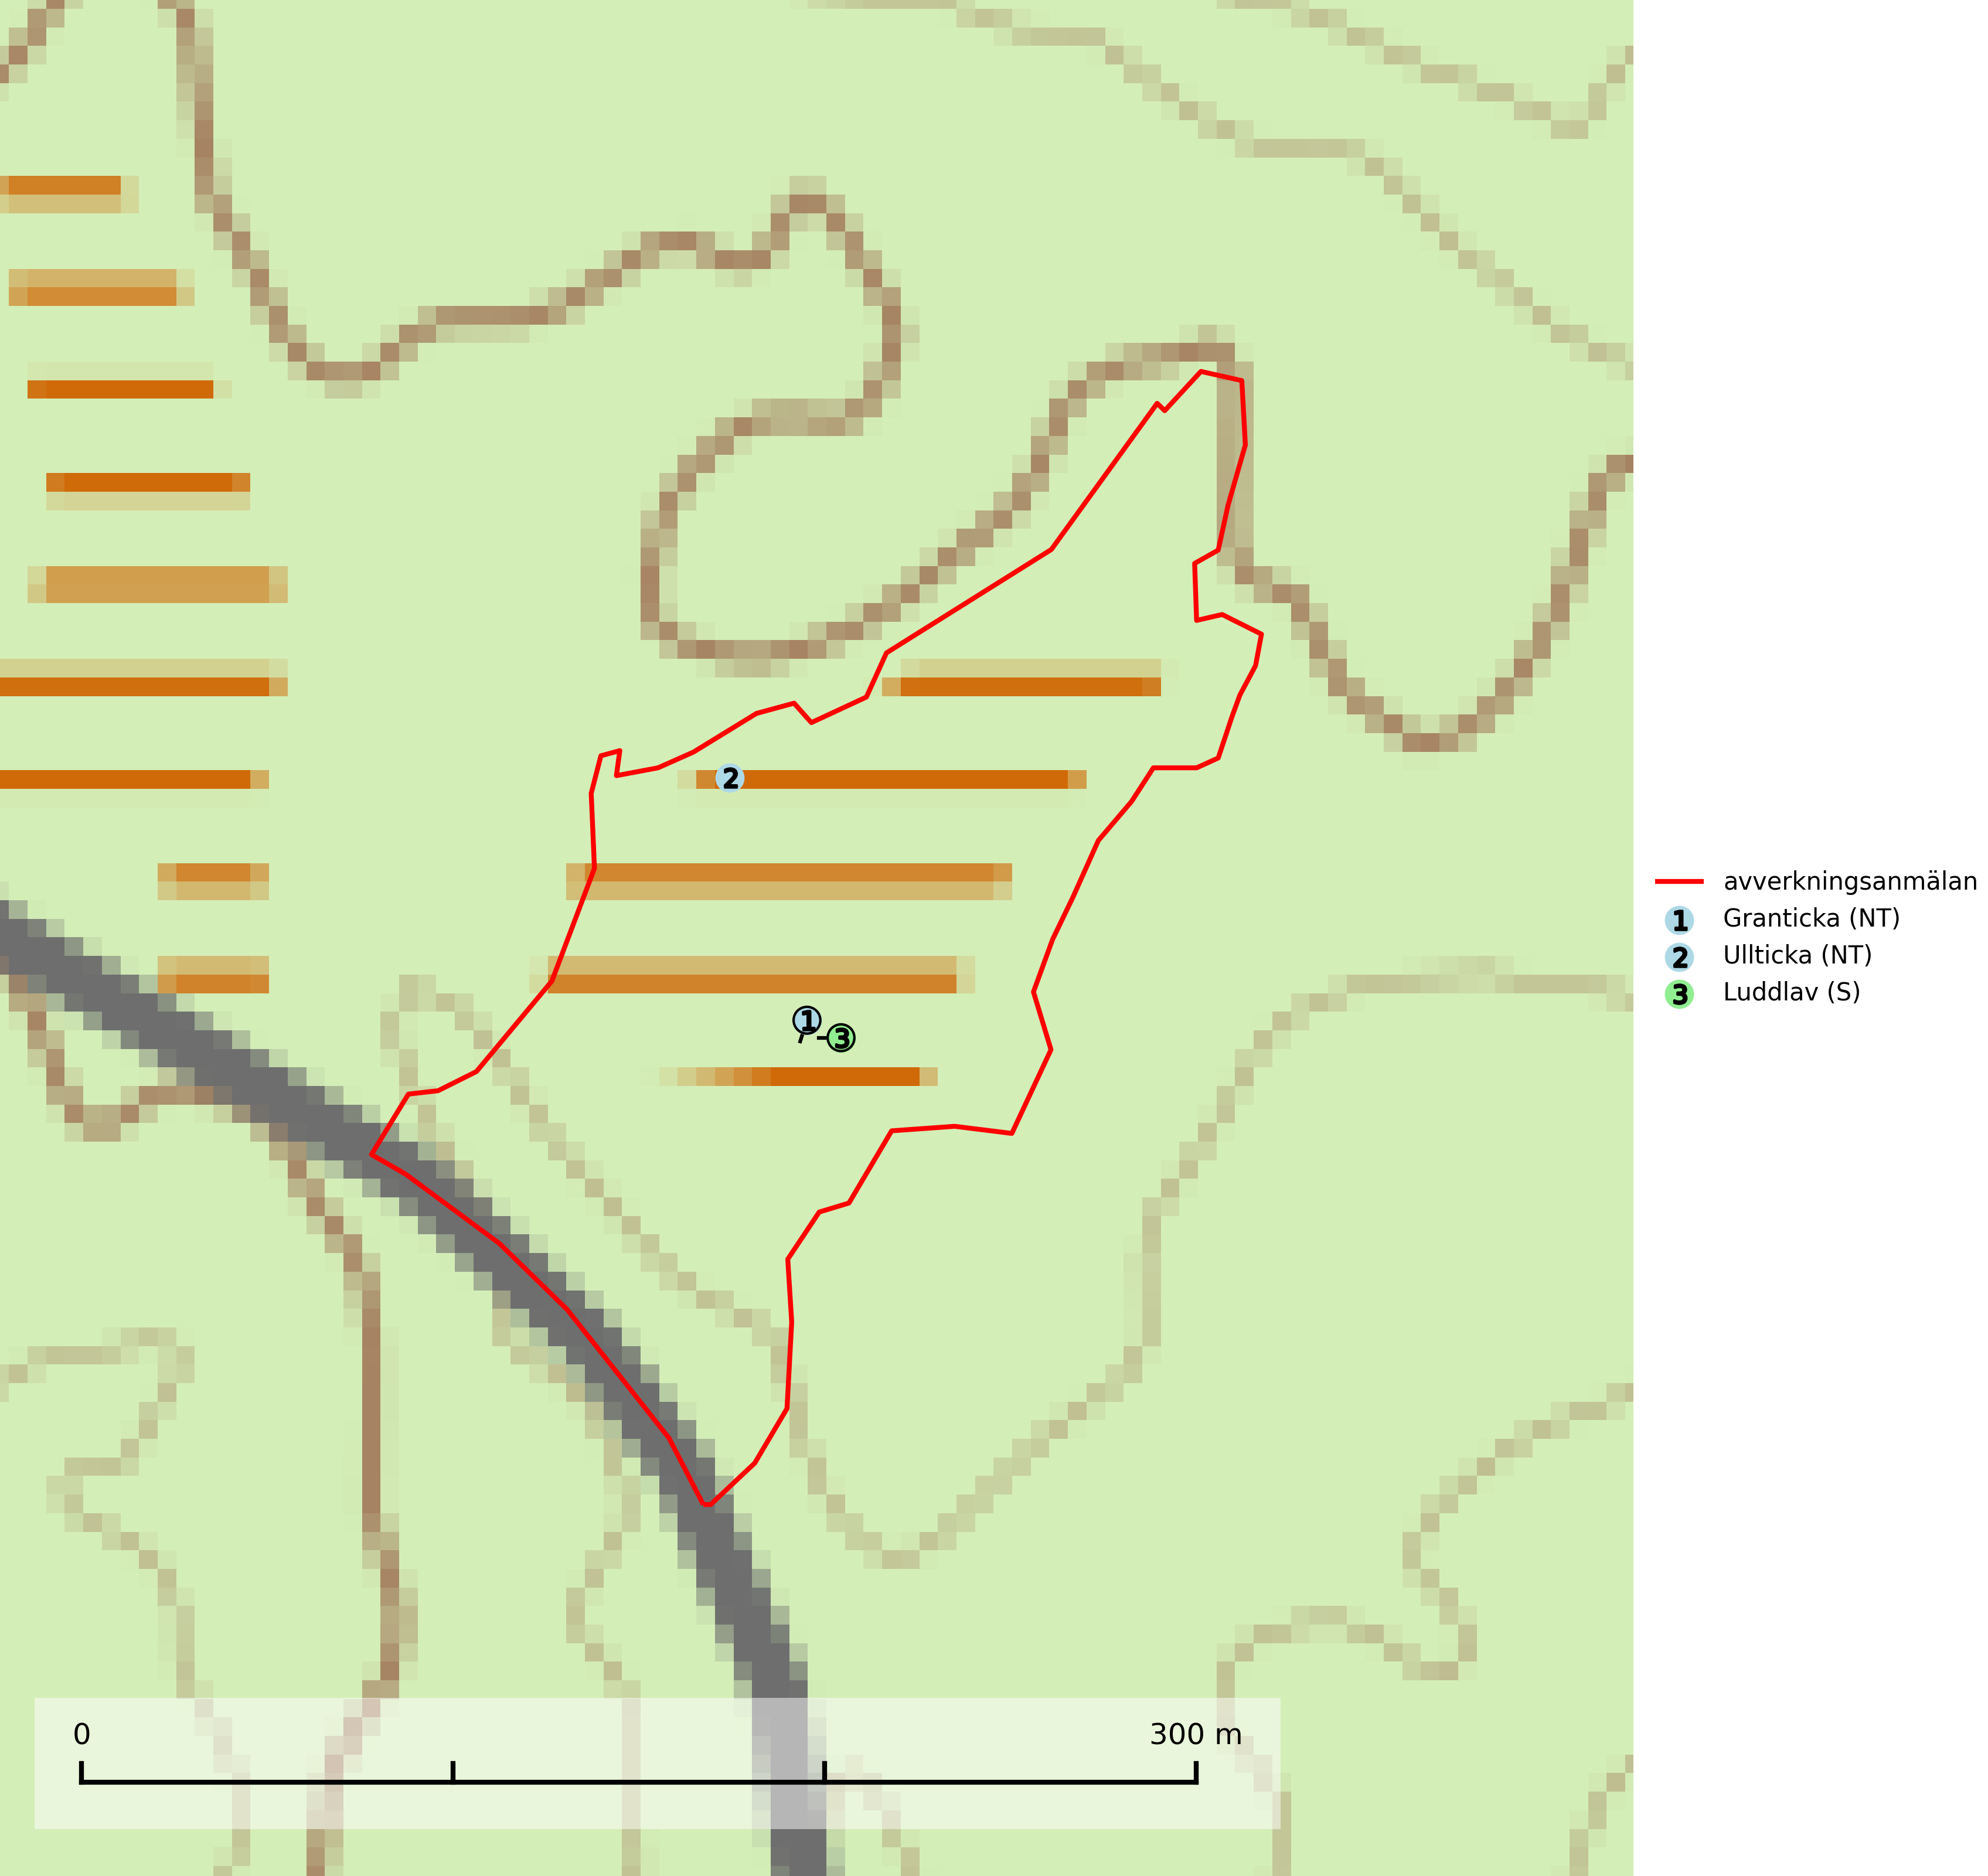 2
1
3
avverkningsanmälan
1 Granticka (NT)
2 Ullticka (NT)
3 Luddlav (S)
0 300 m